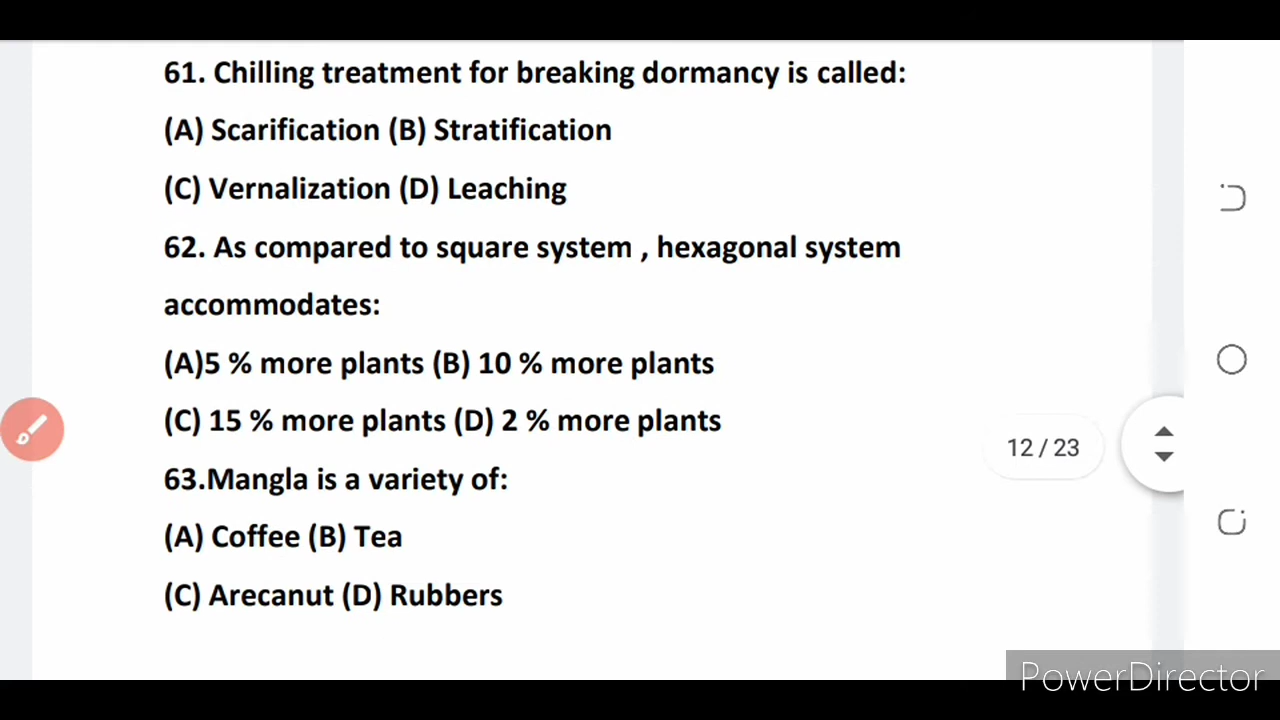 61. Chilling treatment for breaking dormancy is called:
(A) Scarification (B) Stratification
(C) Vernalization (D) Leaching
62. As compared to square system , hexagonal system
accommodates:
(A)5 % more plants (B) 10 % more plants
(C) 15 % more plants (D) 2 % more plants
12 / 23
63.Mangla is a variety of:
(A) Coffee (B) Tea
(C) Arecanut (D) Rubbers
PowerDirector